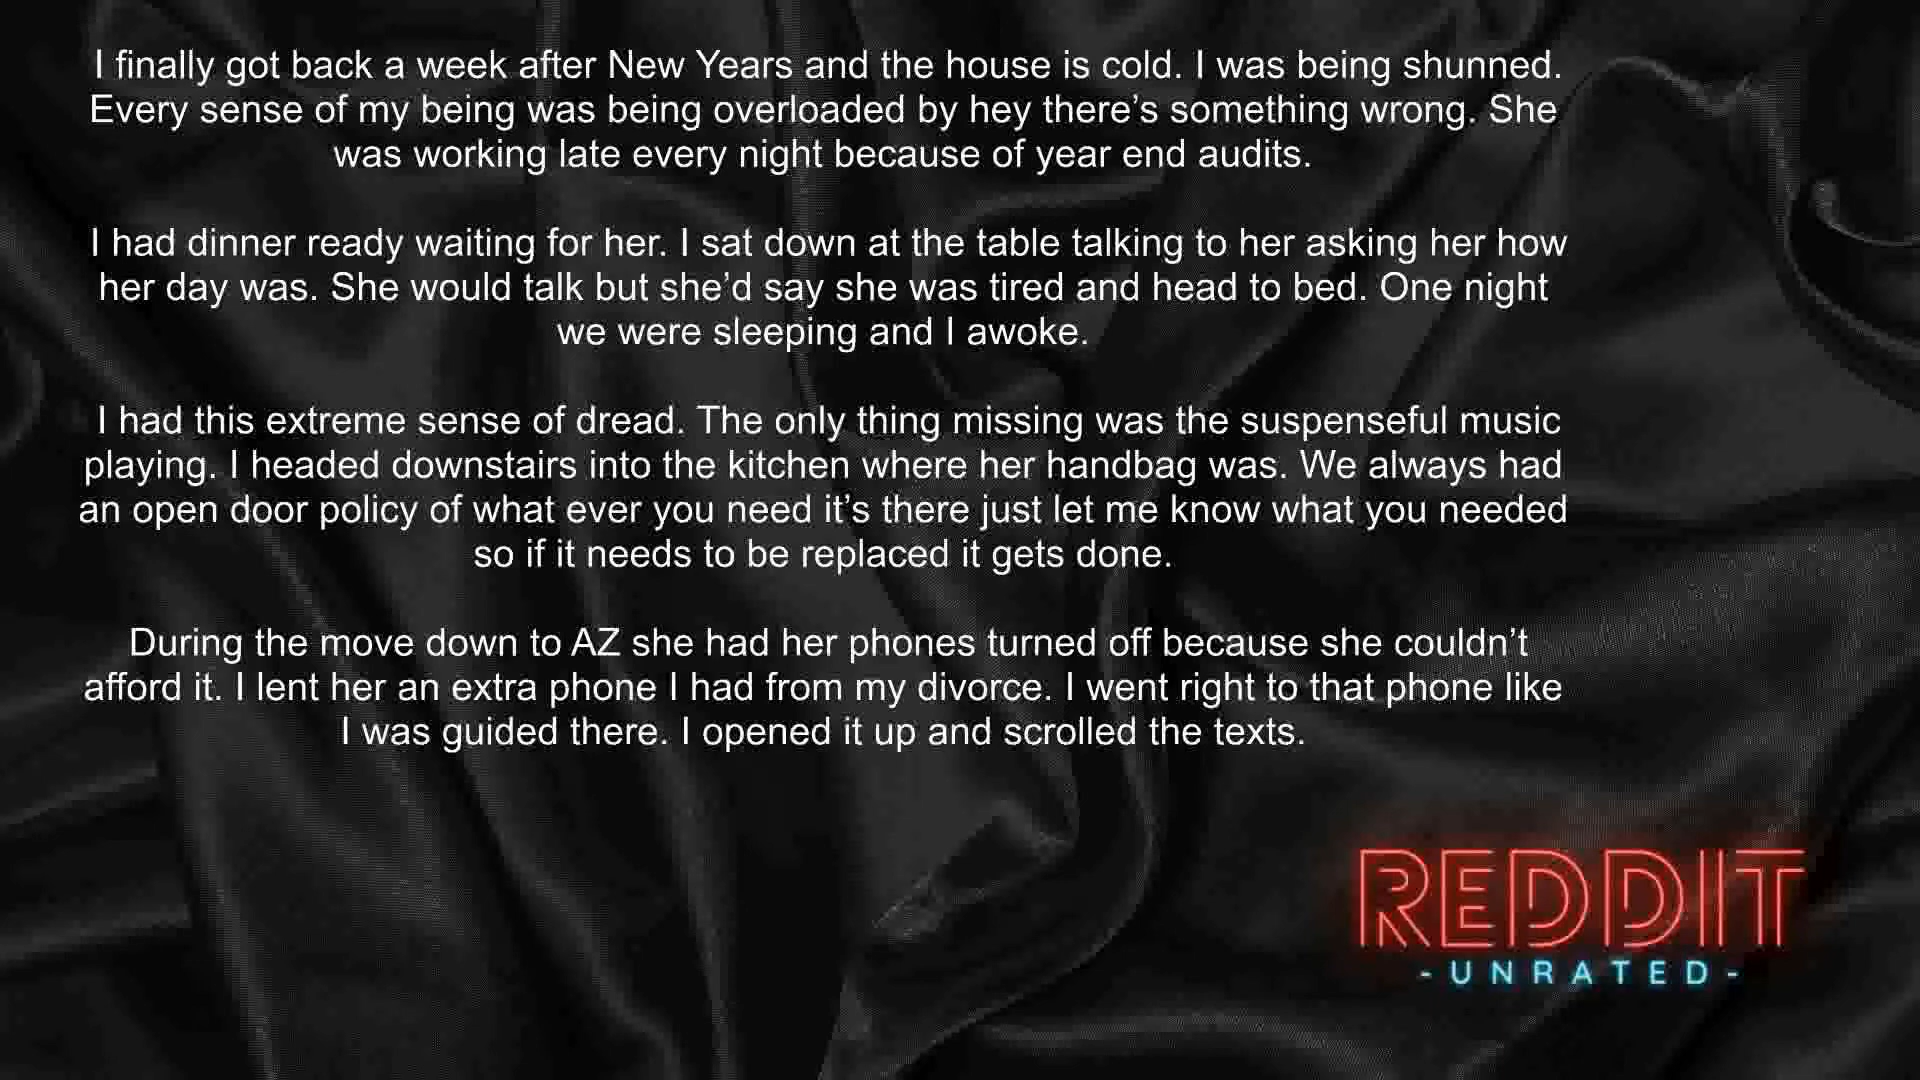 I finally got back a week after New Years and the house is cold. I was being shunned.
Every sense of my being was being overloaded by hey there’s something wrong. She
was working late every night because of year end audits.
I had dinner ready waiting for her. I sat down at the table talking to her asking her how
her day was. She would talk but she’d say she was tired and head to bed. One night
we were sleeping and I awoke.
I had this extreme sense of dread. The only thing missing was the suspenseful music
playing. I headed downstairs into the kitchen where her handbag was. We always had
an open door policy of what ever you need it’s there just let me know what you needed
so if it needs to be replaced it gets done.
During the move down to AZ she had her phones turned off because she couldn’t
afford it. I lent her an extra phone I had from my divorce. I went right to that phone like
I was guided there. I opened it up and scrolled the texts.
REDDIT
- UNRATED -